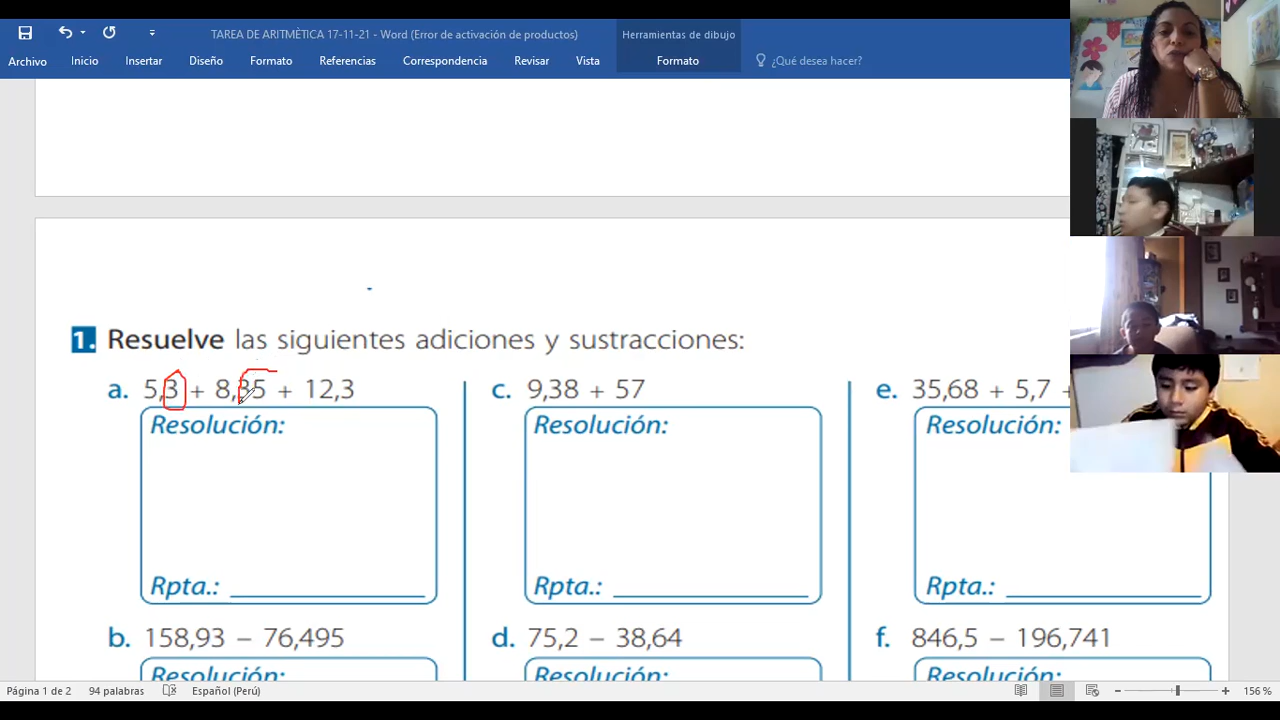 TAREA DE ARITMÈTICA 17-11-21 - Word (Error de activación de productos)
Herramientas de dibujo
Archivo Inicio Insertar Diseño Formato Referencias Correspondencia Revisar Vista Formato ¿Qué desea hacer?
1. Resuelve las siguientes adiciones y sustracciones:
a. 5,3 + 8,35 + 12,3
Resolución:
Rpta.:
b. 158,93 – 76,495
Resolución:
c. 9,38 + 57
Resolución:
Rpta.:
d. 75,2 – 38,64
Resolución:
e. 35,68 + 5,7 +
Resolución:
Rpta.:
f. 846,5 – 196,741
Resolución:
Página 1 de 2 94 palabras Español (Perú) 156 %